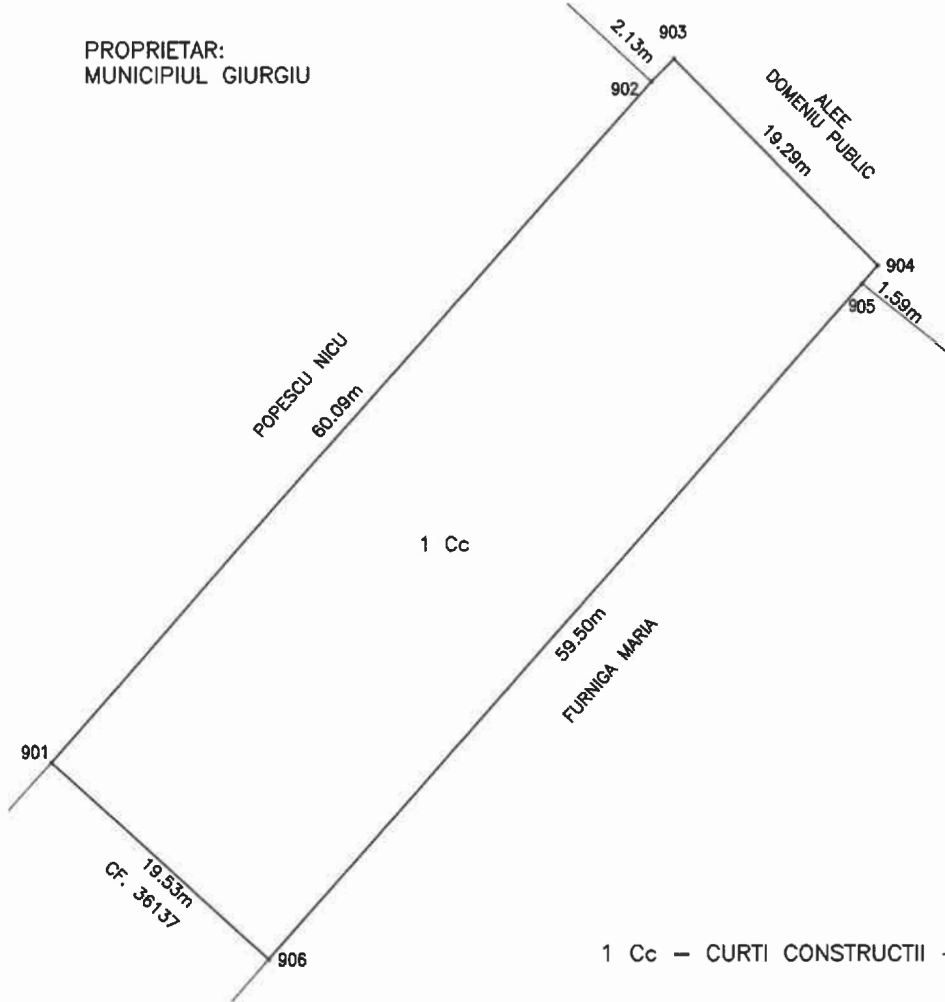 PROPRIETAR:
MUNICIPIUL GIURGIU
2.13m
903
902
ALEE
DOMENIU PUBLIC
19.29m
904
905
1.59m
POPESCU NICU
60.09m
1 Cc
59.50m
FURNIGA MARIA
901
19.53m
CF. 36137
906
1 Cc – CURTI CONSTRUCTII -